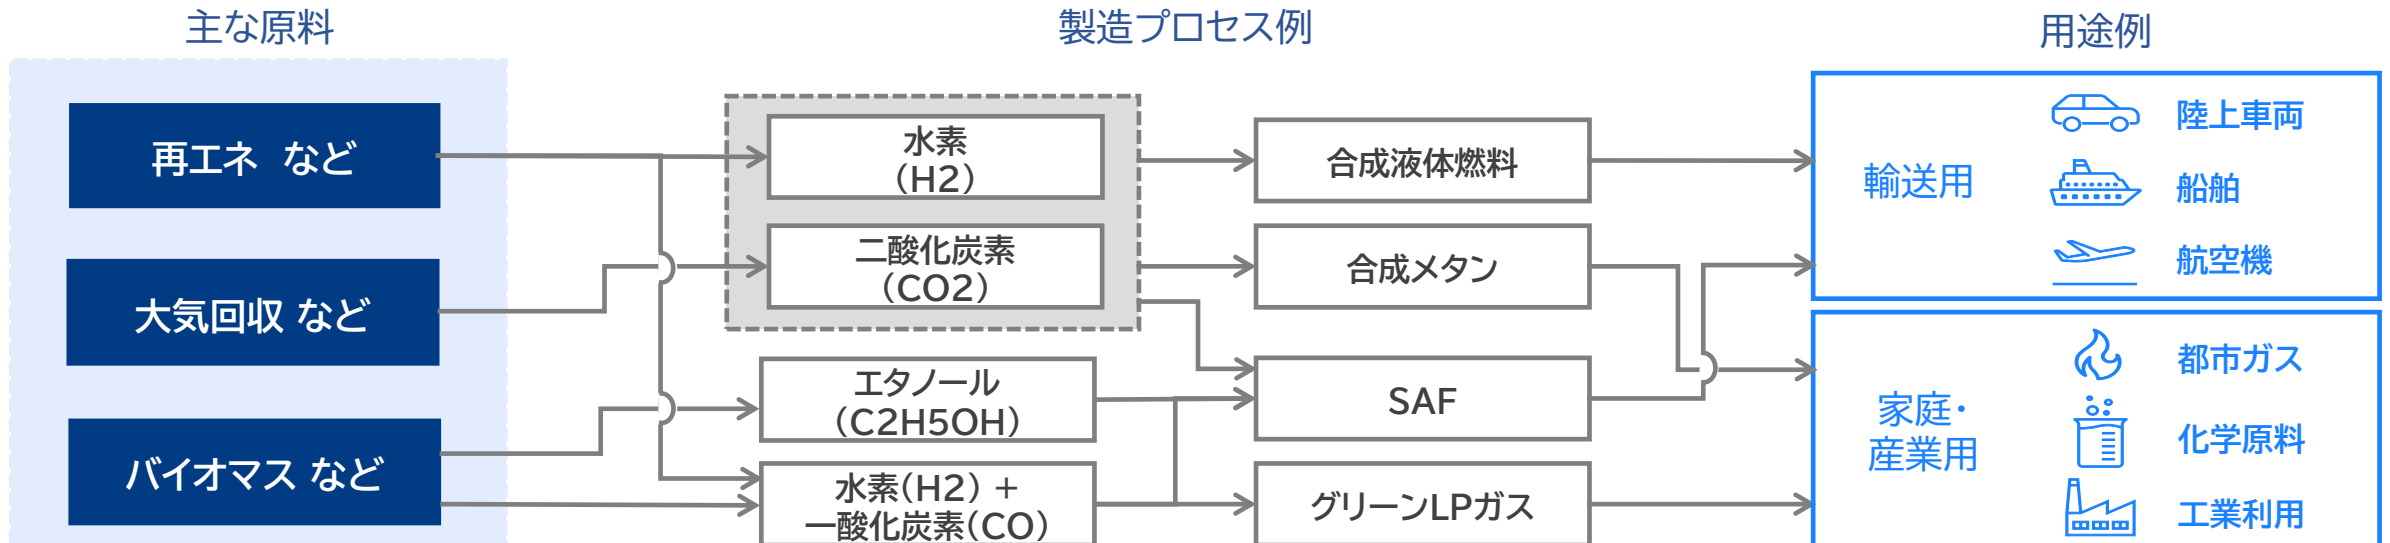 主な原料
製造プロセス例
用途例
再エネ など
大気回収 など
バイオマス など
水素
(H2)
二酸化炭素
(CO2)
エタノール
(C2H5OH)
水素(H2) +
一酸化炭素(CO)
合成液体燃料
合成メタン
SAF
グリーンLPガス
輸送用
陸上車両
船舶
航空機
家庭・
産業用
都市ガス
化学原料
工業利用